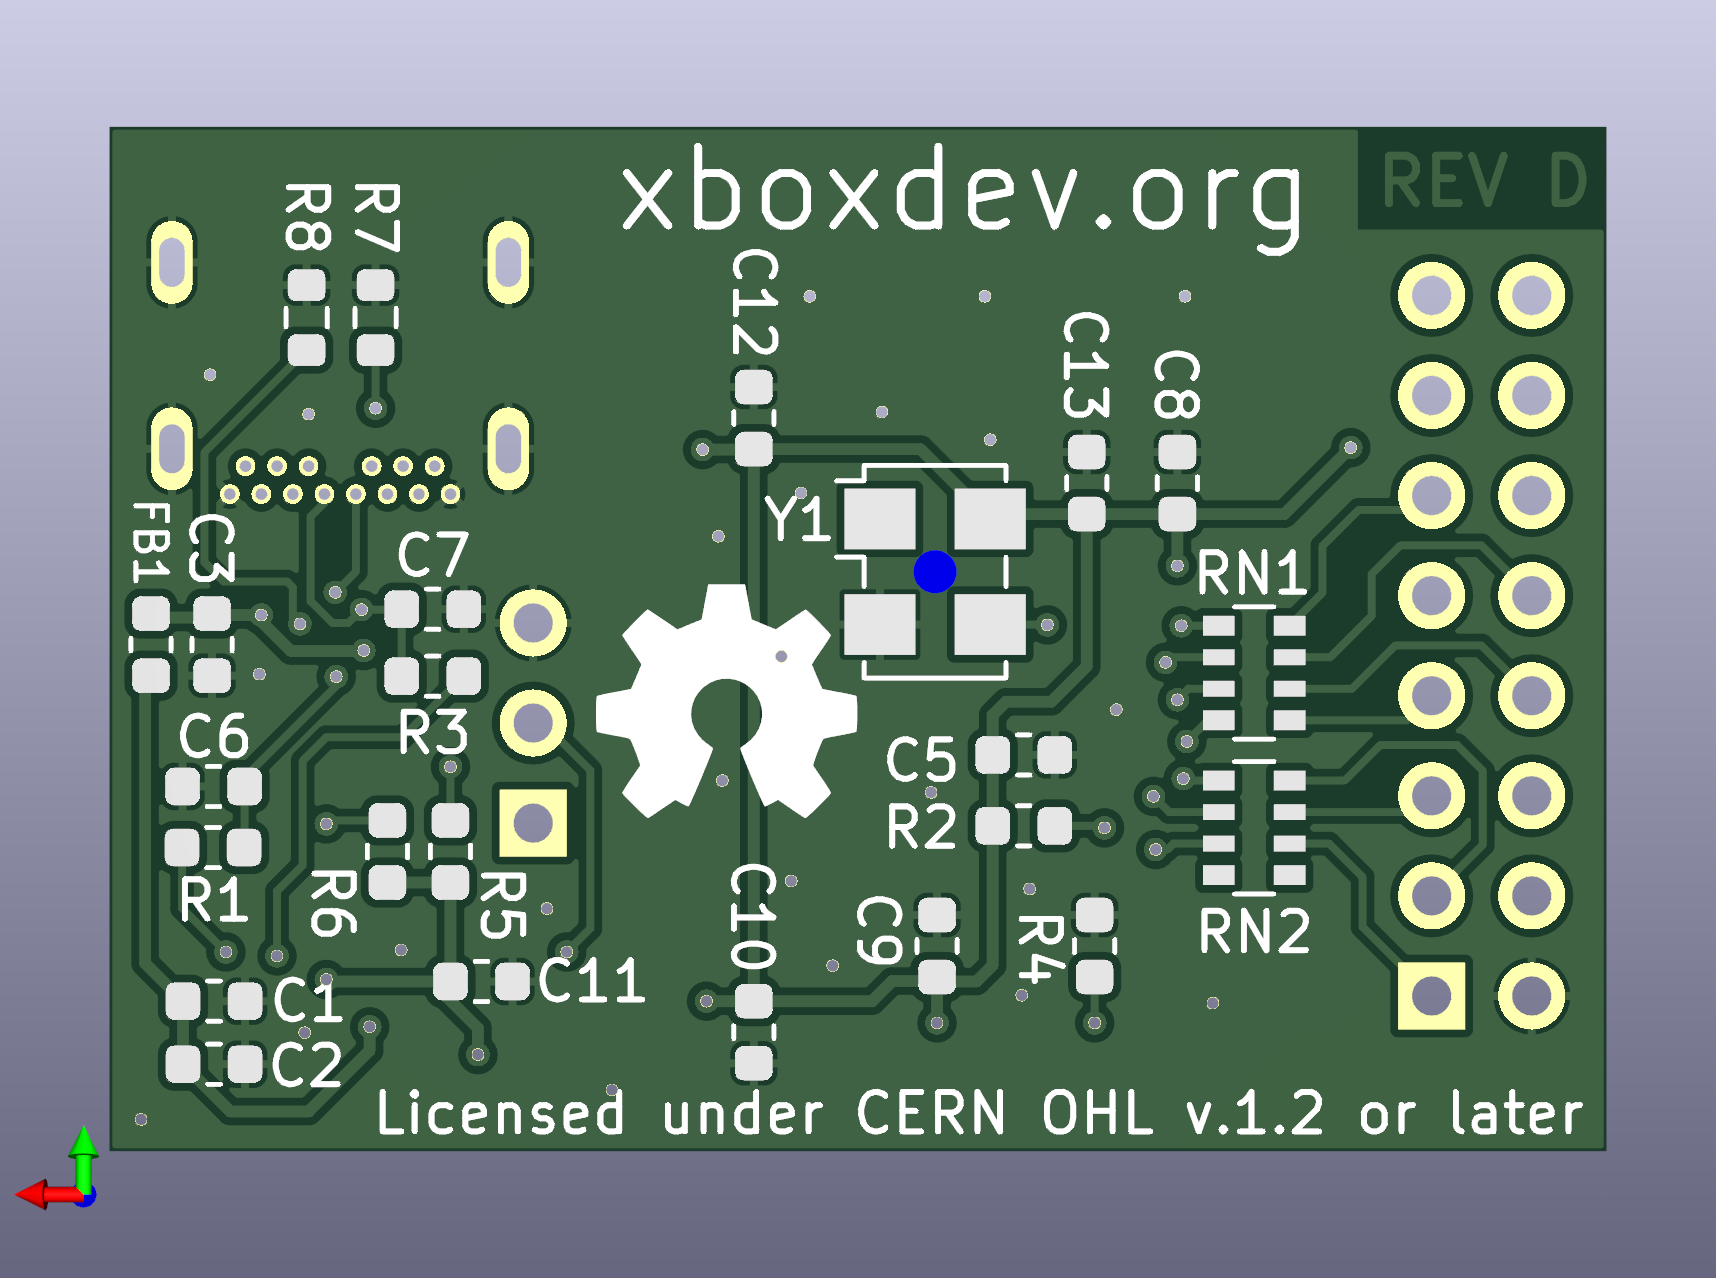 xboxdev.org
REV D
R8
R7
C12
C13
C8
FB1
C3
C7
Y1
RN1
C6
R3
C5
R2
R1
R6
R5
C10
C9
R4
RN2
C1
C11
C2
Licensed under CERN OHL v.1.2 or later